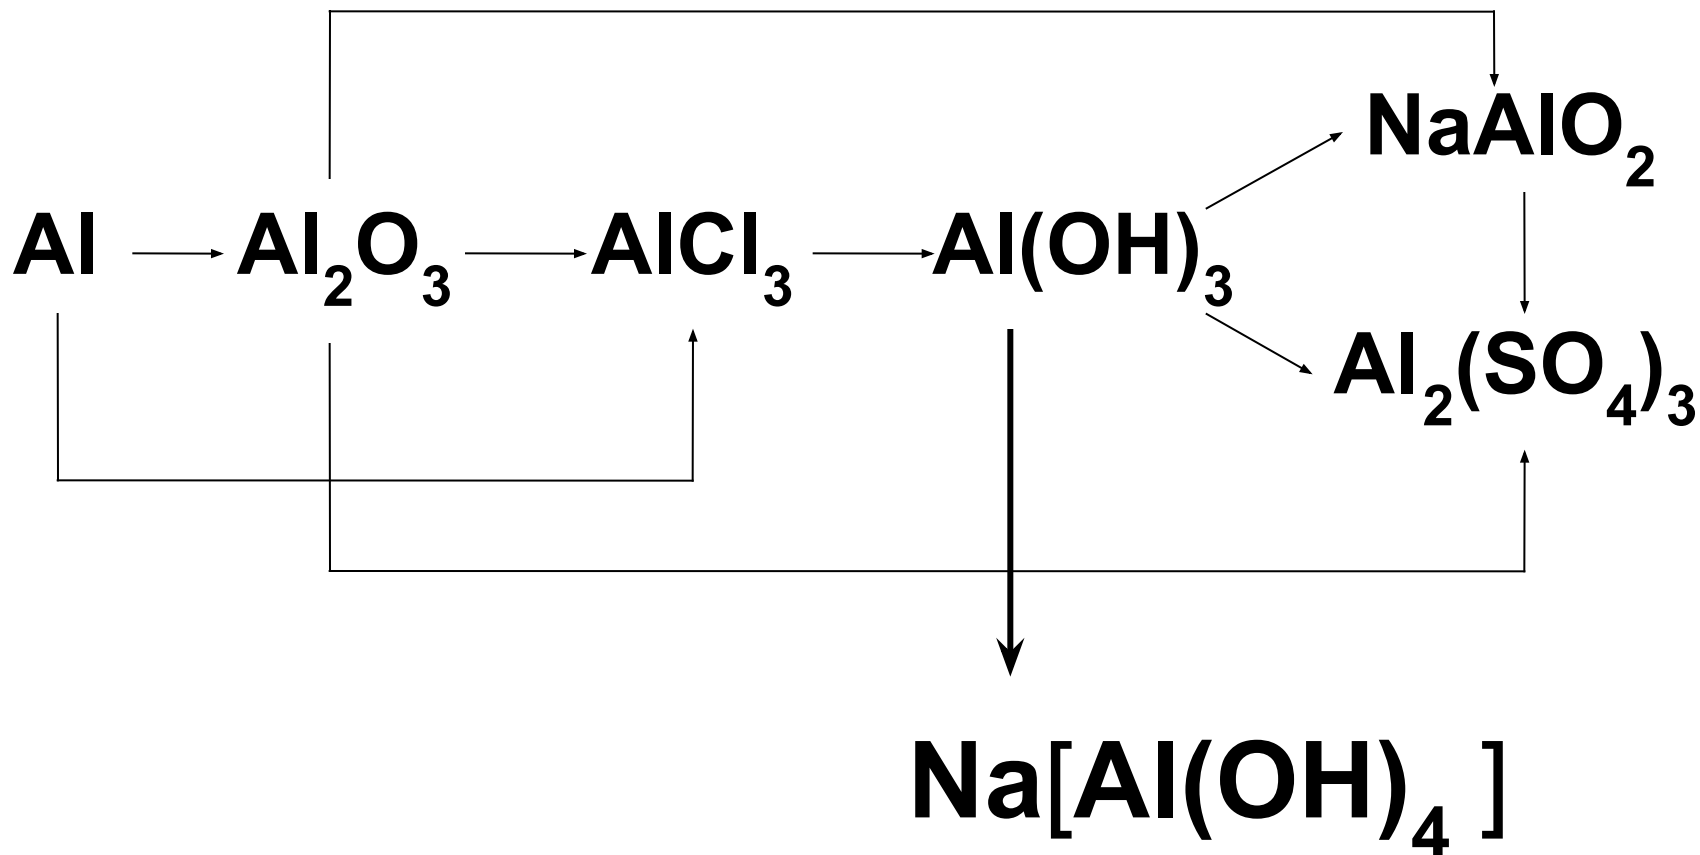 NaAlO₂
Al → Al₂O₃ → AlCl₃ → Al(OH)₃
Al₂(SO₄)₃
Na[Al(OH)₄ ]